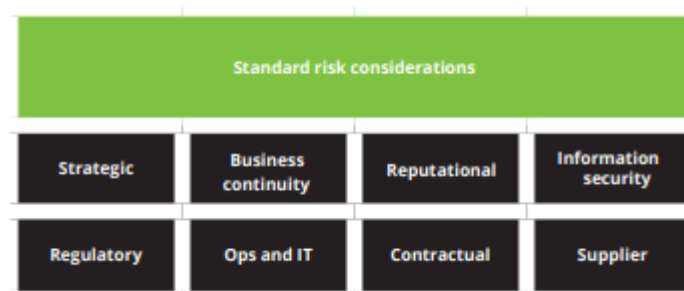 Standard risk considerations
Strategic
Business
continuity
Reputational
Information
security
Regulatory
Ops and IT
Contractual
Supplier